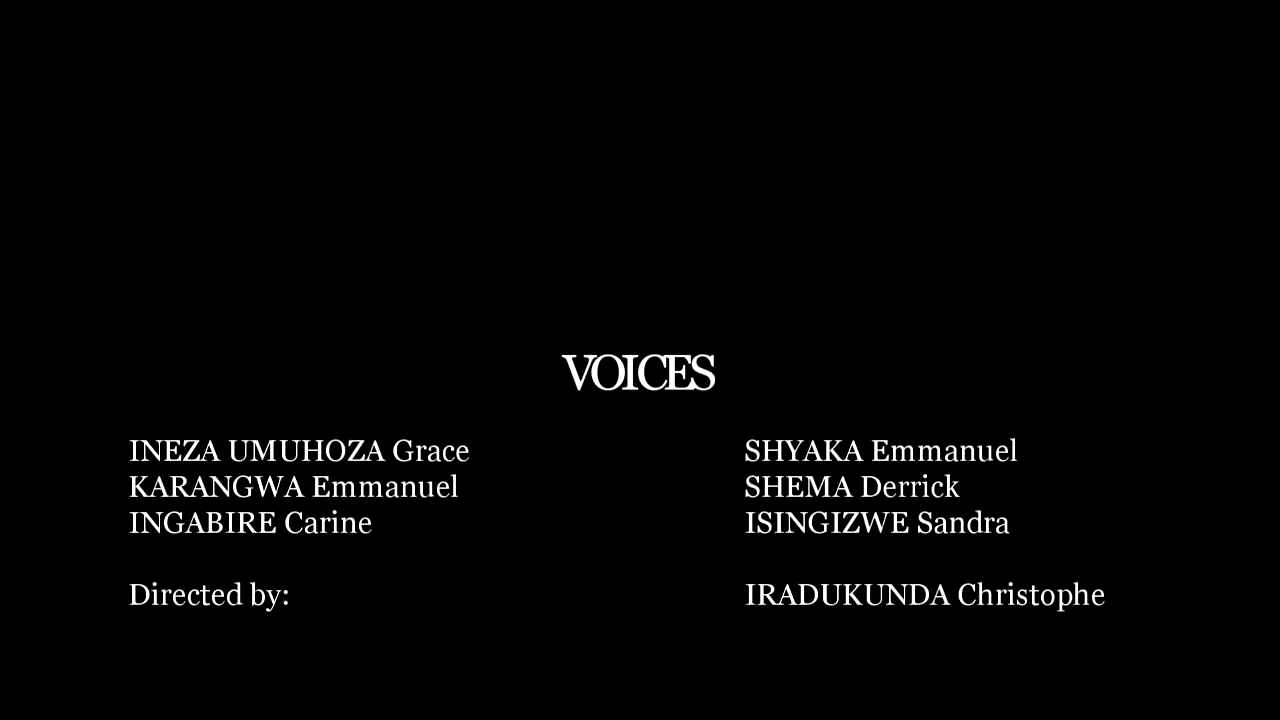 VOICES
INEZA UMUHOZA Grace SHYAKA Emmanuel
KARANGWA Emmanuel SHEMA Derrick
INGABIRE Carine ISINGIZWE Sandra
Directed by: IRADUKUNDA Christophe